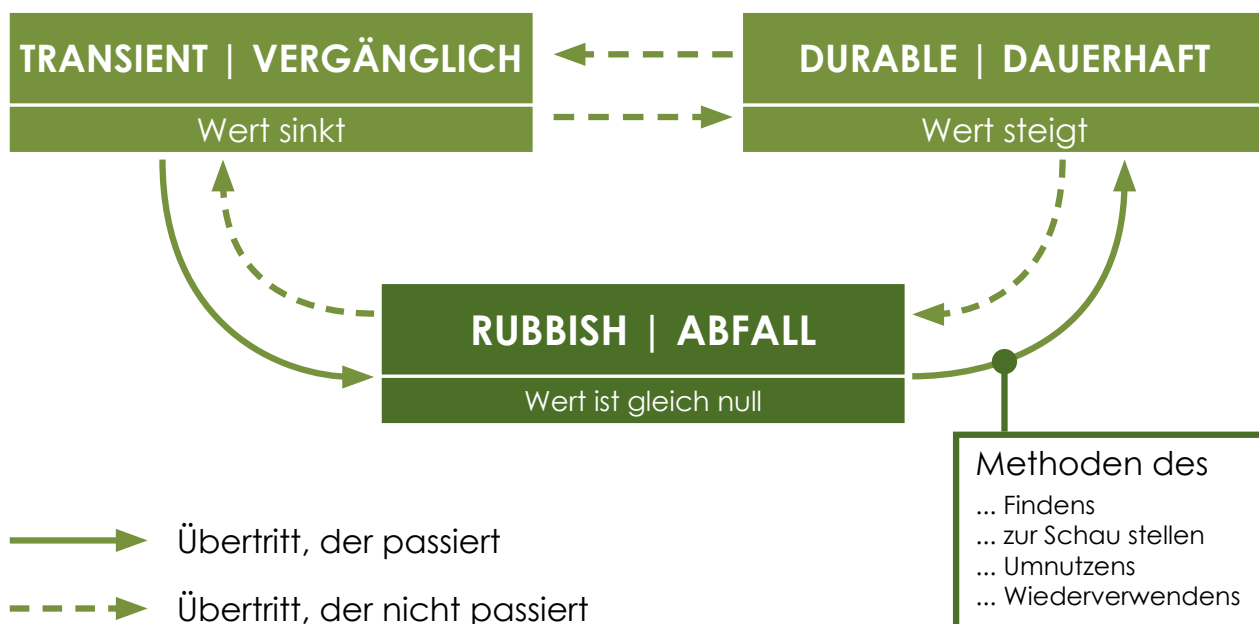 TRANSIENT | VERGÄNGLICH
Wert sinkt
DURABLE | DAUERHAFT
Wert steigt
RUBBISH | ABFALL
Wert ist gleich null
Methoden des
... Findens
... zur Schau stellen
... Umnutzens
... Wiederverwendens
Übertritt, der passiert
Übertritt, der nicht passiert